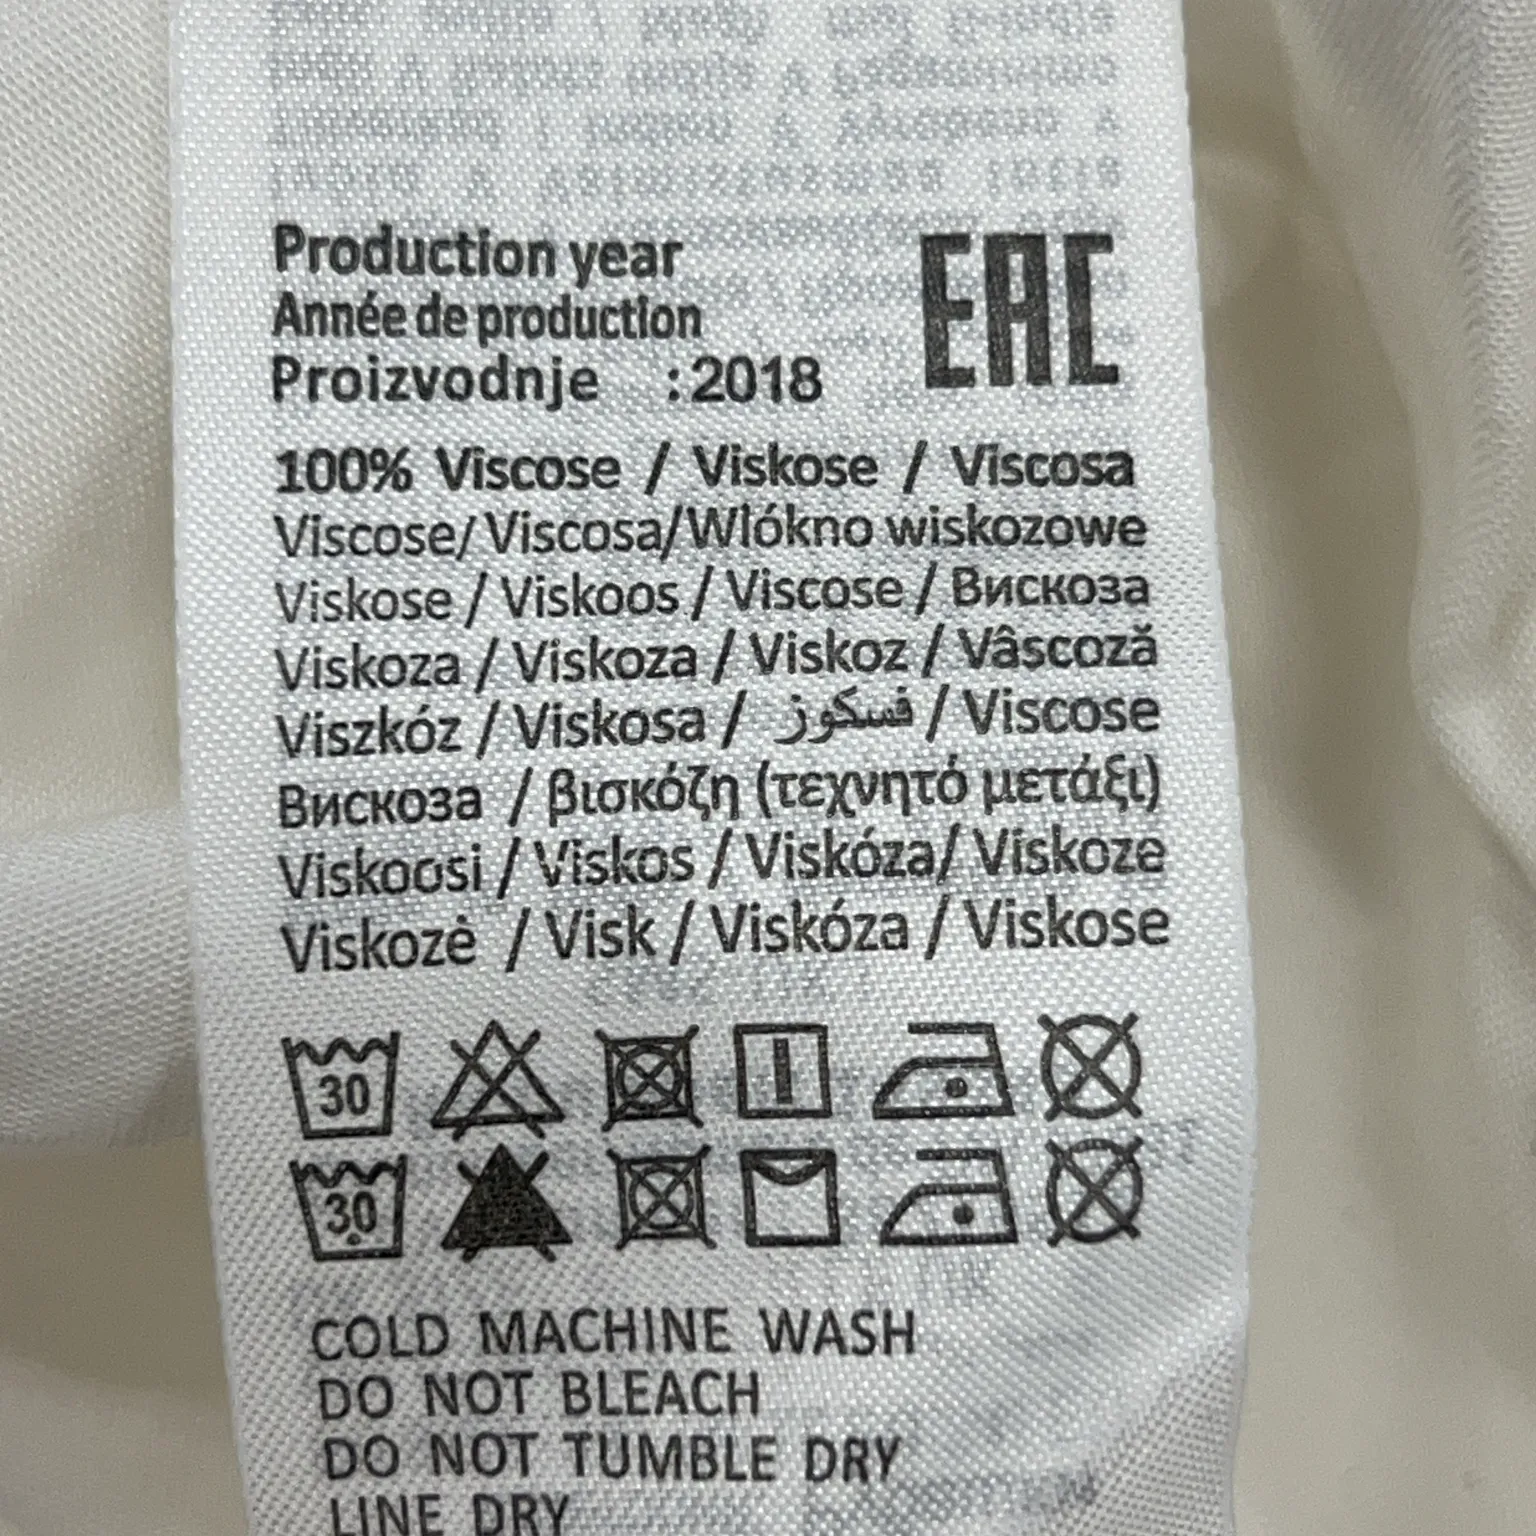 Production year
Année de production
Proizvodnje :2018
EAC
100% Viscose / Viskose / Viscosa
Viscose/ Viscosa/Wlókno wiskozowe
Viskose / Viskoos / Viscose / Вискоза
Viskoza / Viskoza / Viskoz / Vâscoză
Viszkóz / Viskosa / فسكوز / Viscose
Вискоза / βισκόζη (τεχνητό μετάξι)
Viskoosi / Viskos / Viskóza/ Viskoze
Viskozė / Visk / Viskóza / Viskose
30
30
COLD MACHINE WASH
DO NOT BLEACH
DO NOT TUMBLE DRY
LINE DRY